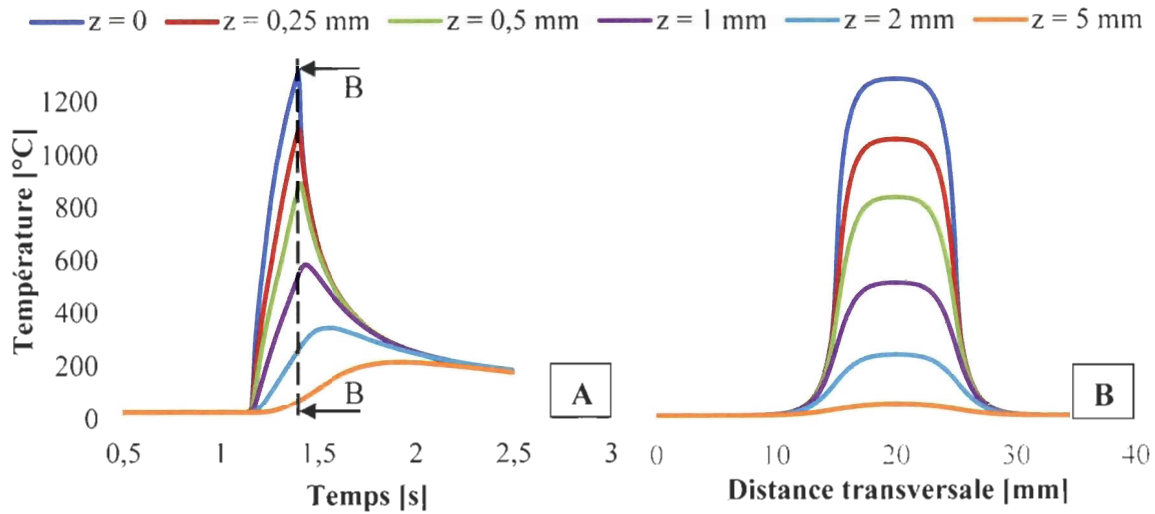 z = 0 z = 0,25 mm z = 0,5 mm z = 1 mm z = 2 mm z = 5 mm
Température [°C]
1200
1000
800
600
400
200
0
B
B
A
0,5 1 1,5 2 2,5 3
Temps [s]
B
0 10 20 30 40
Distance transversale [mm]